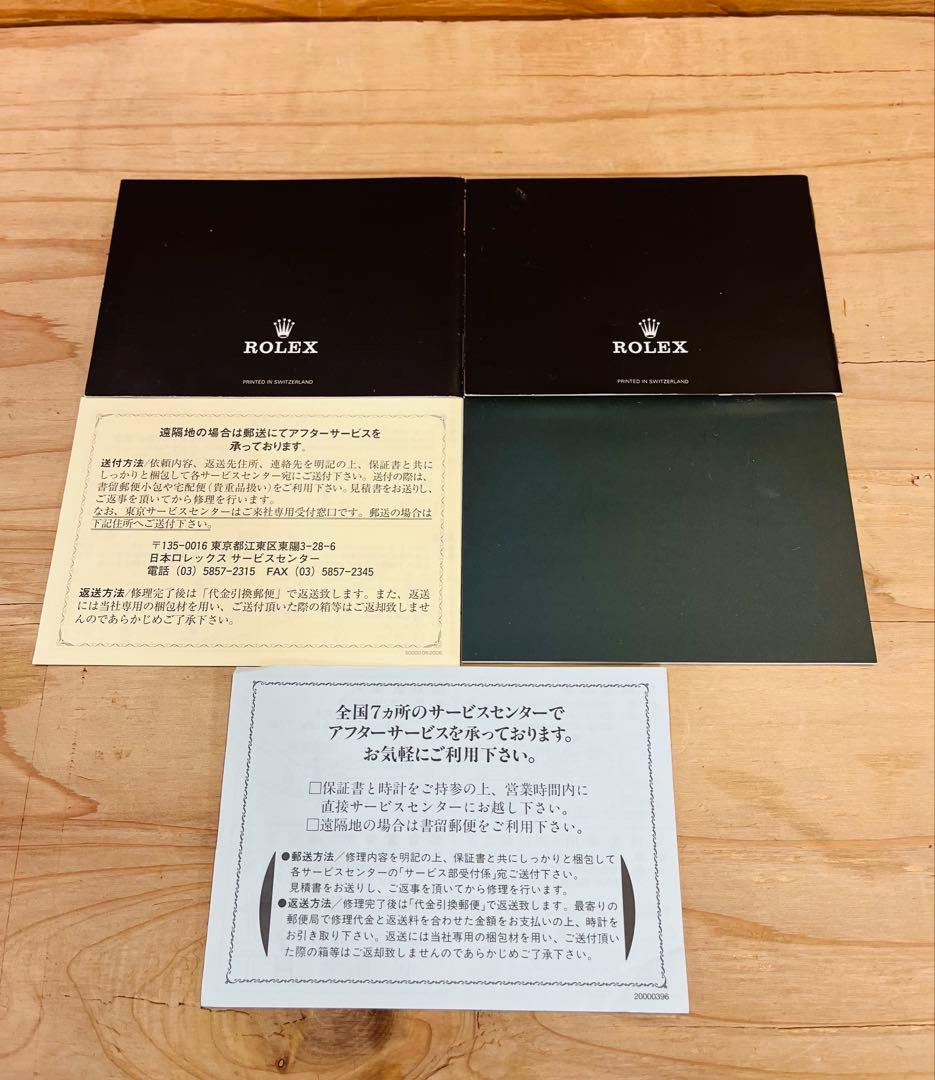 ROLEX
PRINTED IN SWITZERLAND
ROLEX
PRINTED IN SWITZERLAND
遠隔地の場合は郵送にてアフターサービスを
承っております。
送付方法/依頼内容、返送先住所、連絡先を明記の上、保証書と共に
しっかりと梱包して各サービスセンター宛にご送付下さい。送付の際は、
書留郵便小包や宅配便(貴重品扱い)をご利用下さい。見積書をお送りし、
ご返事を頂いてから修理を行います。
なお、東京サービスセンターはご来社専用受付窓口です。郵送の場合は
下記住所へご送付下さい。
〒135-0016 東京都江東区東陽3-28-6
日本ロレックス サービスセンター
電話(03)5857-2315 FAX(03)5857-2345
返送方法/修理完了後は「代金引換郵便」で返送致します。また、返送
には当社専用の梱包材を用い、ご送付頂いた際の箱等はご返却致しませ
んのであらかじめご了承下さい。
全国7ヵ所のサービスセンターで
アフターサービスを承っております。
お気軽にご利用下さい。
□保証書と時計をご持参の上、営業時間内に
直接サービスセンターにお越し下さい。
□遠隔地の場合は書留郵便をご利用下さい。
●郵送方法/修理内容を明記の上、保証書と共にしっかりと梱包して
各サービスセンターの「サービス部受付係」宛ご送付下さい。
見積書をお送りし、ご返事を頂いてから修理を行います。
●返送方法/修理完了後は「代金引換郵便」で返送致します。最寄りの
郵便局で修理代金と返送料を合わせた金額をお支払いの上、時計を
お引き取り下さい。返送には当社専用の梱包材を用い、ご送付頂い
た際の箱等はご返却致しませんのであらかじめご了承下さい。
20000396